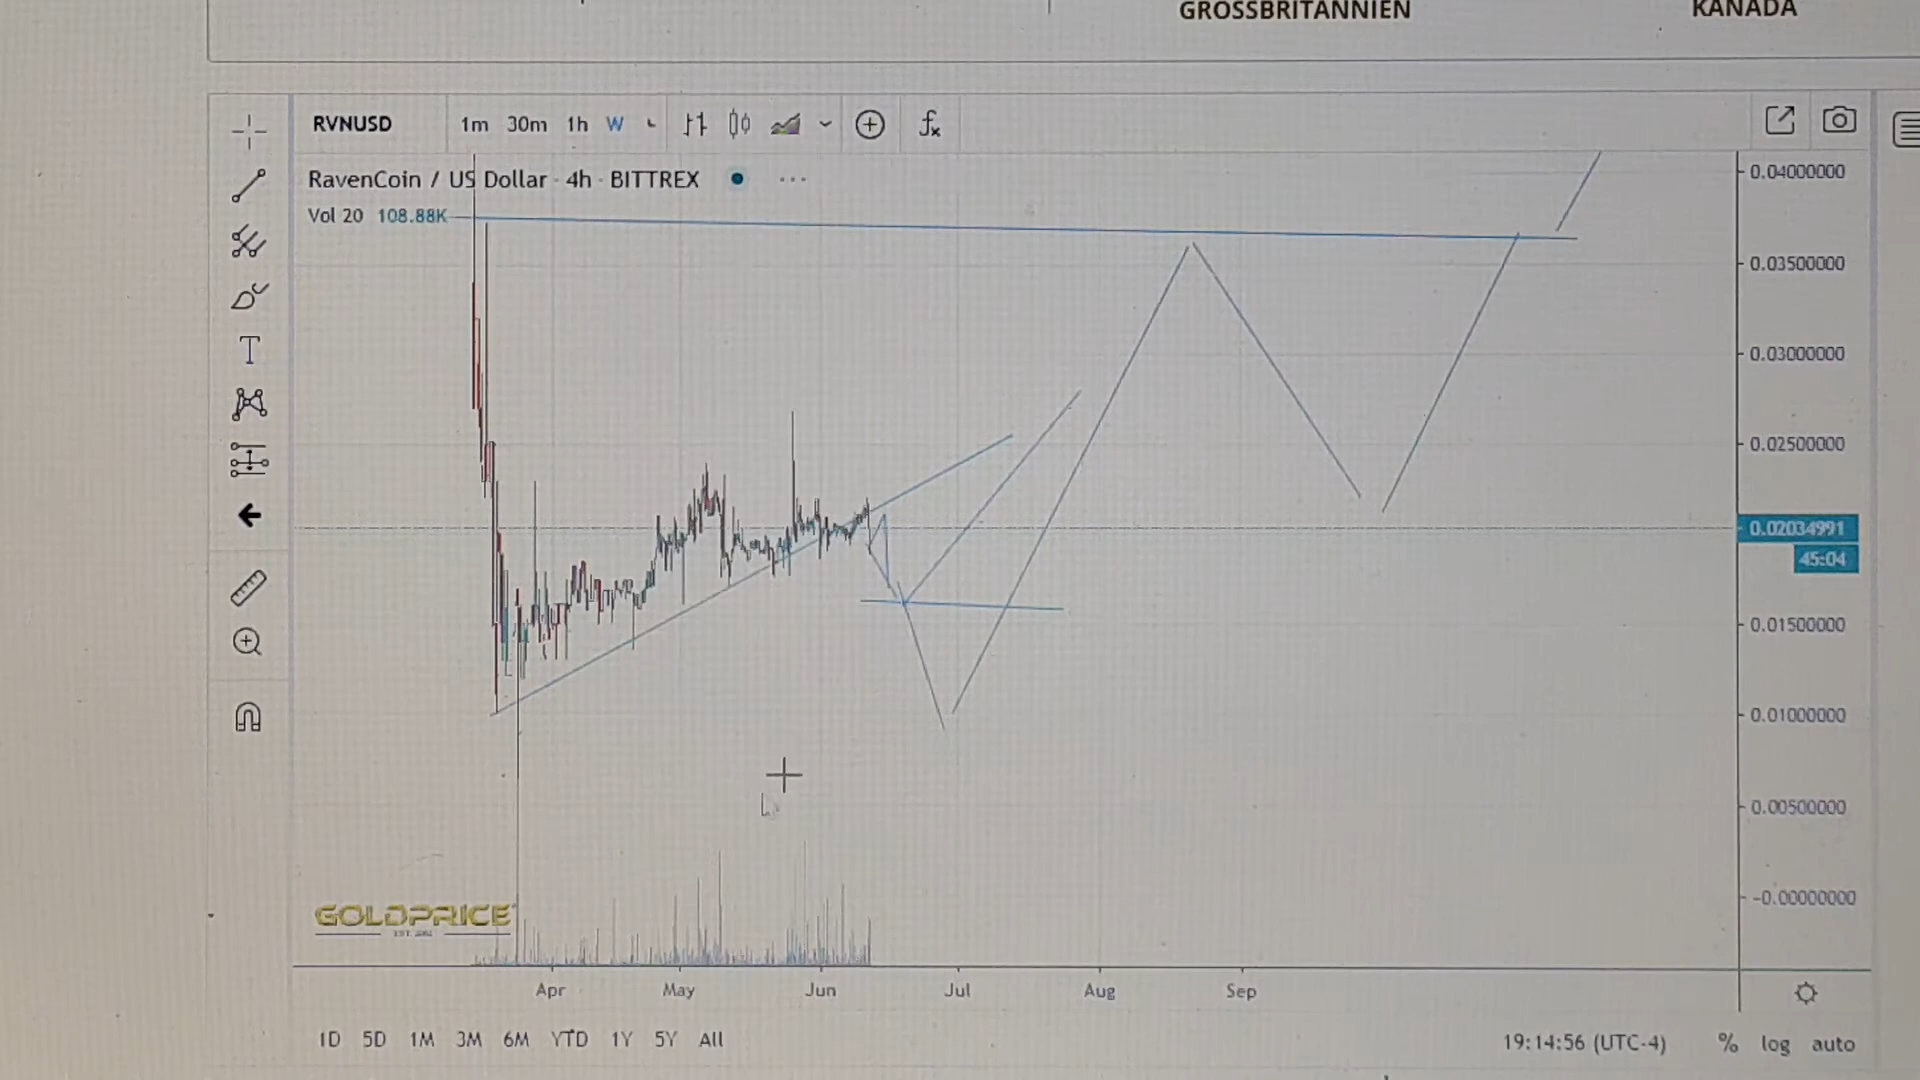 GROSSBRITANNIEN KANADA
RVNUSD 1m 30m 1h W
RavenCoin / US Dollar · 4h · BITTREX ···
Vol 20 108.88K
0.04000000
0.03500000
0.03000000
0.02500000
0.02034991
45:04
0.01500000
0.01000000
0.00500000
-0.00000000
GOLDPRICE
Apr May Jun Jul Aug Sep
1D 5D 1M 3M 6M YTD 1Y 5Y All 19:14:56 (UTC-4) % log auto